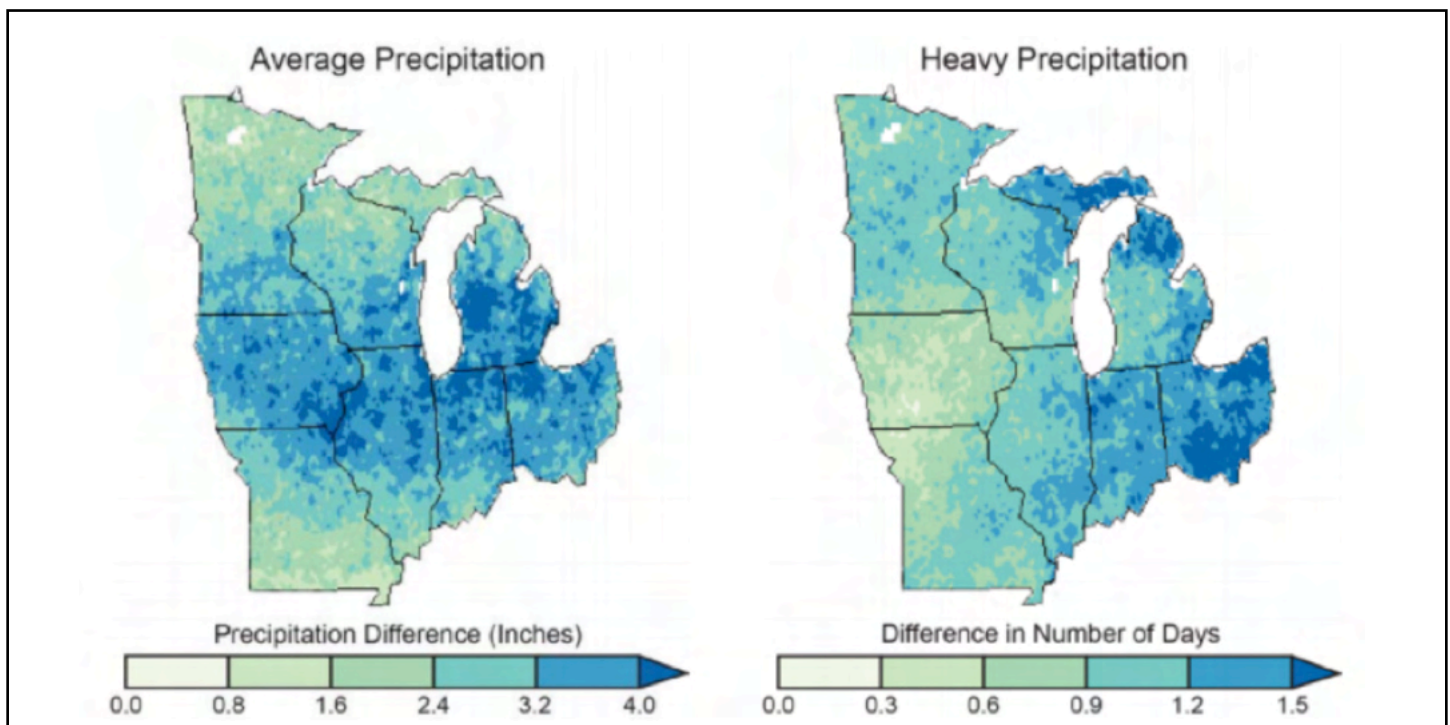 Average Precipitation
Heavy Precipitation
Precipitation Difference (Inches)
0.0 0.8 1.6 2.4 3.2 4.0
Difference in Number of Days
0.0 0.3 0.6 0.9 1.2 1.5